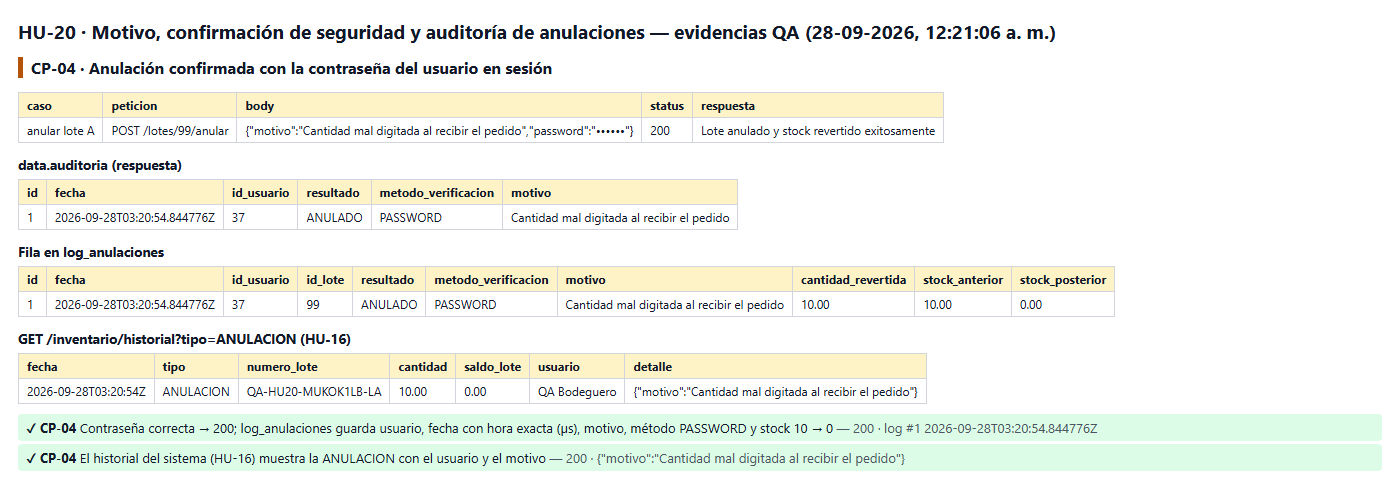 HU-20 · Motivo, confirmación de seguridad y auditoría de anulaciones — evidencias QA (28-09-2026, 12:21:06 a. m.)
CP-04 · Anulación confirmada con la contraseña del usuario en sesión
caso peticion body status respuesta
anular lote A POST /lotes/99/anular {"motivo":"Cantidad mal digitada al recibir el pedido","password":"••••••"} 200 Lote anulado y stock revertido exitosamente
data.auditoria (respuesta)
id fecha id_usuario resultado metodo_verificacion motivo
1 2026-09-28T03:20:54.844776Z 37 ANULADO PASSWORD Cantidad mal digitada al recibir el pedido
Fila en log_anulaciones
id fecha id_usuario id_lote resultado metodo_verificacion motivo cantidad_revertida stock_anterior stock_posterior
1 2026-09-28T03:20:54.844776Z 37 99 ANULADO PASSWORD Cantidad mal digitada al recibir el pedido 10.00 10.00 0.00
GET /inventario/historial?tipo=ANULACION (HU-16)
fecha tipo numero_lote cantidad saldo_lote usuario detalle
2026-09-28T03:20:54Z ANULACION QA-HU20-MUKOK1LB-LA 10.00 0.00 QA Bodeguero {"motivo":"Cantidad mal digitada al recibir el pedido"}
✓ CP-04 Contraseña correcta → 200; log_anulaciones guarda usuario, fecha con hora exacta (µs), motivo, método PASSWORD y stock 10 → 0 — 200 · log #1 2026-09-28T03:20:54.844776Z
✓ CP-04 El historial del sistema (HU-16) muestra la ANULACION con el usuario y el motivo — 200 · {"motivo":"Cantidad mal digitada al recibir el pedido"}